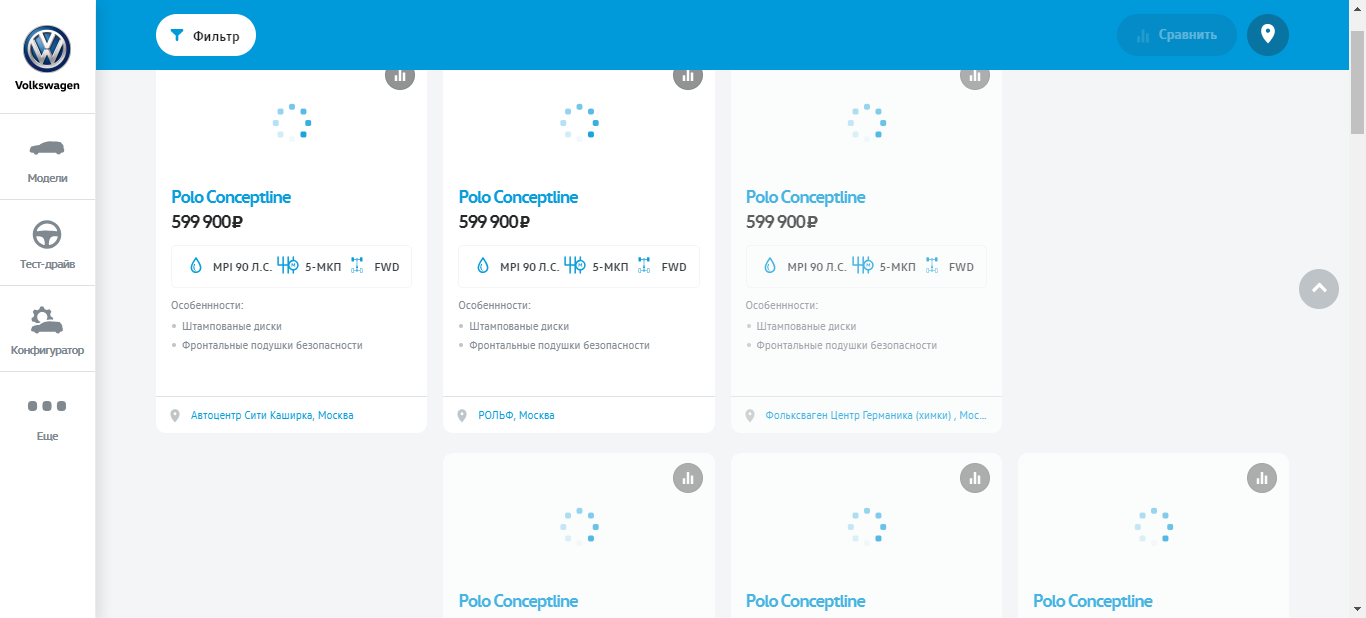 Volkswagen
Модели
Тест-драйв
Конфигуратор
Еще
Фильтр
Сравнить
Polo Conceptline
599 900 ₽
MPI 90 Л.С. 5-МКП FWD
Особеннности:
Штампованые диски
Фронтальные подушки безопасности
Автоцентр Сити Каширка, Москва
Polo Conceptline
599 900 ₽
MPI 90 Л.С. 5-МКП FWD
Особеннности:
Штампованые диски
Фронтальные подушки безопасности
РОЛЬФ, Москва
Polo Conceptline
599 900 ₽
MPI 90 Л.С. 5-МКП FWD
Особеннности:
Штампованые диски
Фронтальные подушки безопасности
Фольксваген Центр Германика (химки) , Мос...
Polo Conceptline
Polo Conceptline
Polo Conceptline